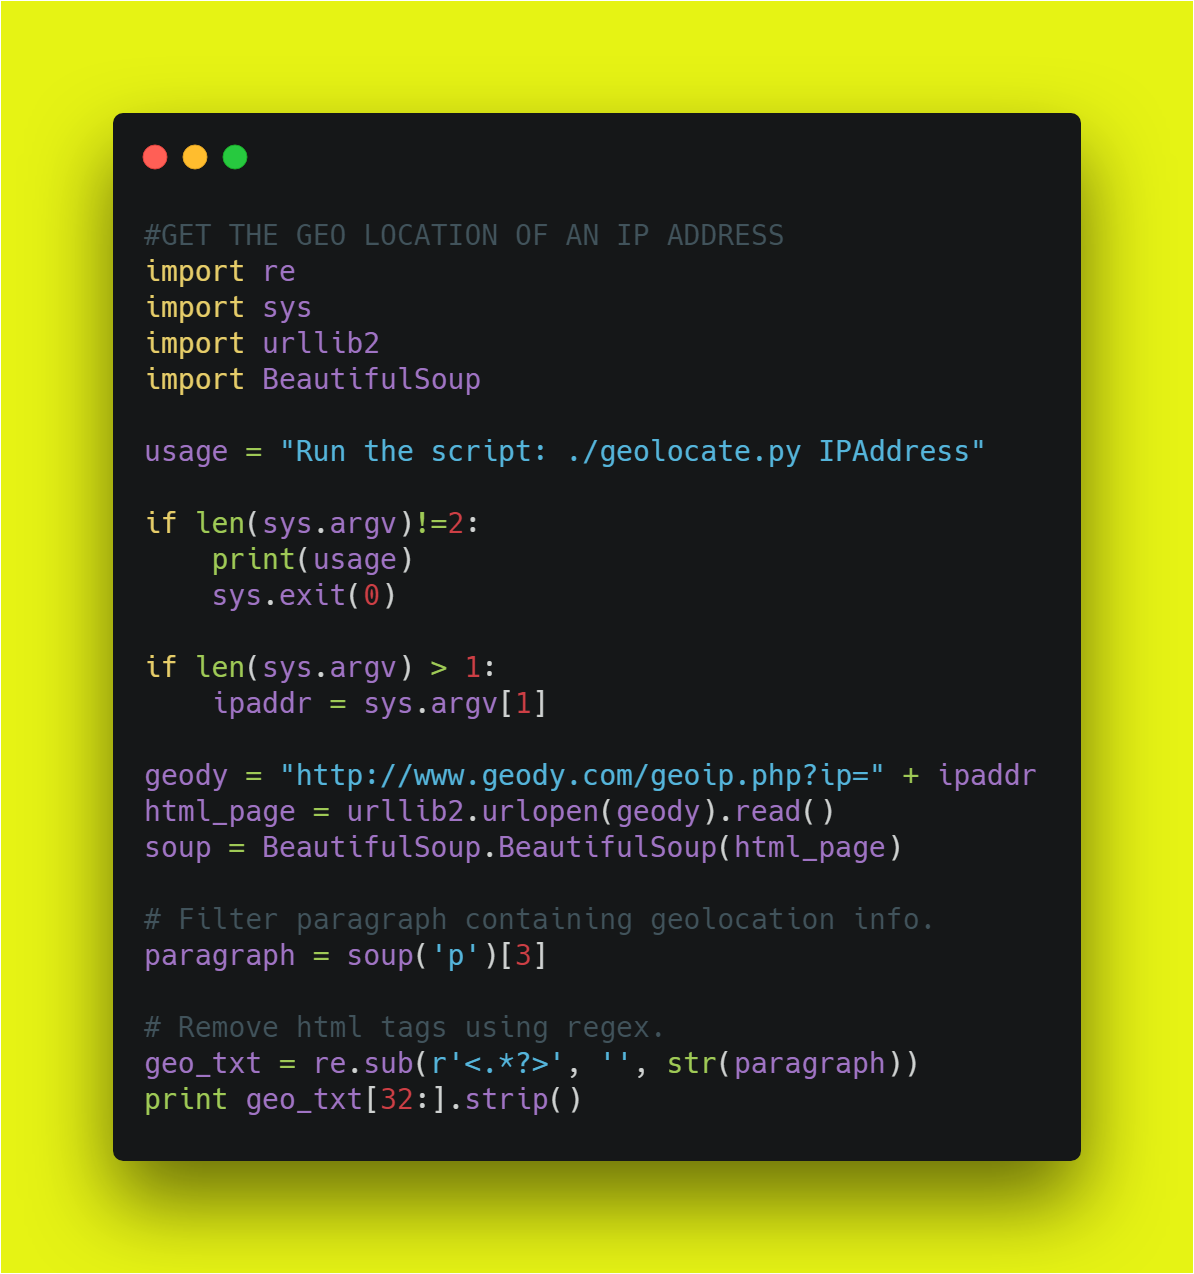 #GET THE GEO LOCATION OF AN IP ADDRESS
import re
import sys
import urllib2
import BeautifulSoup

usage = "Run the script: ./geolocate.py IPAddress"

if len(sys.argv)!=2:
    print(usage)
    sys.exit(0)

if len(sys.argv) > 1:
    ipaddr = sys.argv[1]

geody = "http://www.geody.com/geoip.php?ip=" + ipaddr
html_page = urllib2.urlopen(geody).read()
soup = BeautifulSoup.BeautifulSoup(html_page)

# Filter paragraph containing geolocation info.
paragraph = soup('p')[3]

# Remove html tags using regex.
geo_txt = re.sub(r'<.*?>', '', str(paragraph))
print geo_txt[32:].strip()